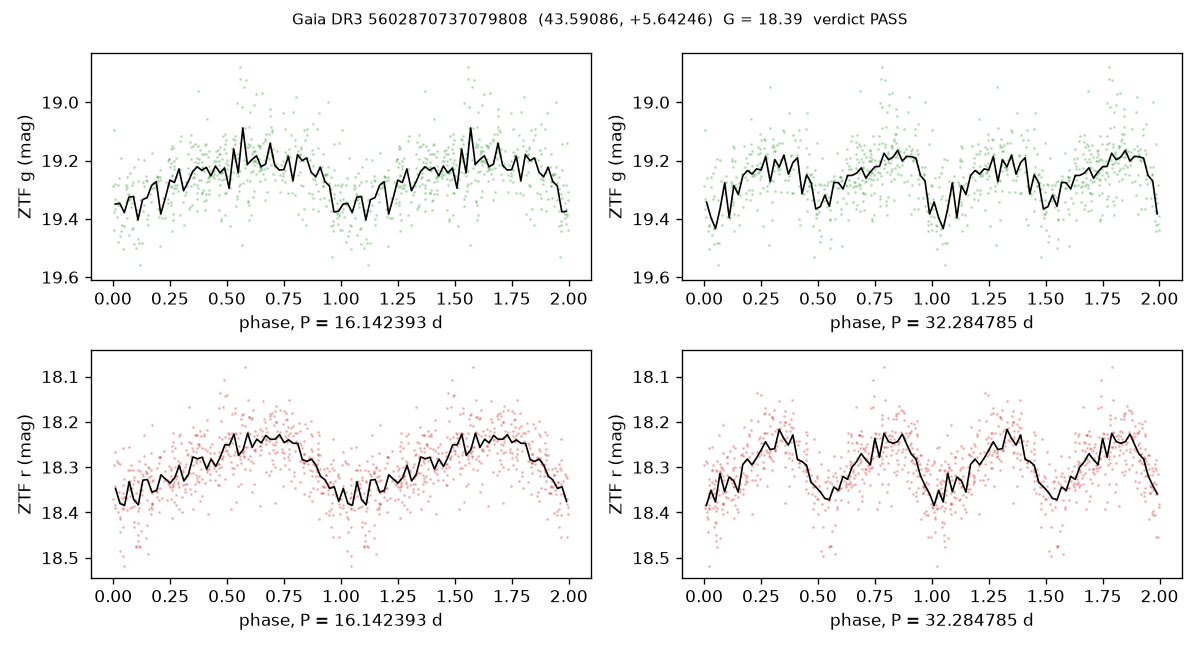 Gaia DR3 5602870737079808 (43.59086, +5.64246) G = 18.39 verdict PASS
ZTF g (mag)
19.0
19.2
19.4
19.6
0.00 0.25 0.50 0.75 1.00 1.25 1.50 1.75 2.00
phase, P = 16.142393 d
ZTF g (mag)
19.0
19.2
19.4
19.6
0.00 0.25 0.50 0.75 1.00 1.25 1.50 1.75 2.00
phase, P = 32.284785 d
ZTF r (mag)
18.1
18.2
18.3
18.4
18.5
0.00 0.25 0.50 0.75 1.00 1.25 1.50 1.75 2.00
phase, P = 16.142393 d
ZTF r (mag)
18.1
18.2
18.3
18.4
18.5
0.00 0.25 0.50 0.75 1.00 1.25 1.50 1.75 2.00
phase, P = 32.284785 d